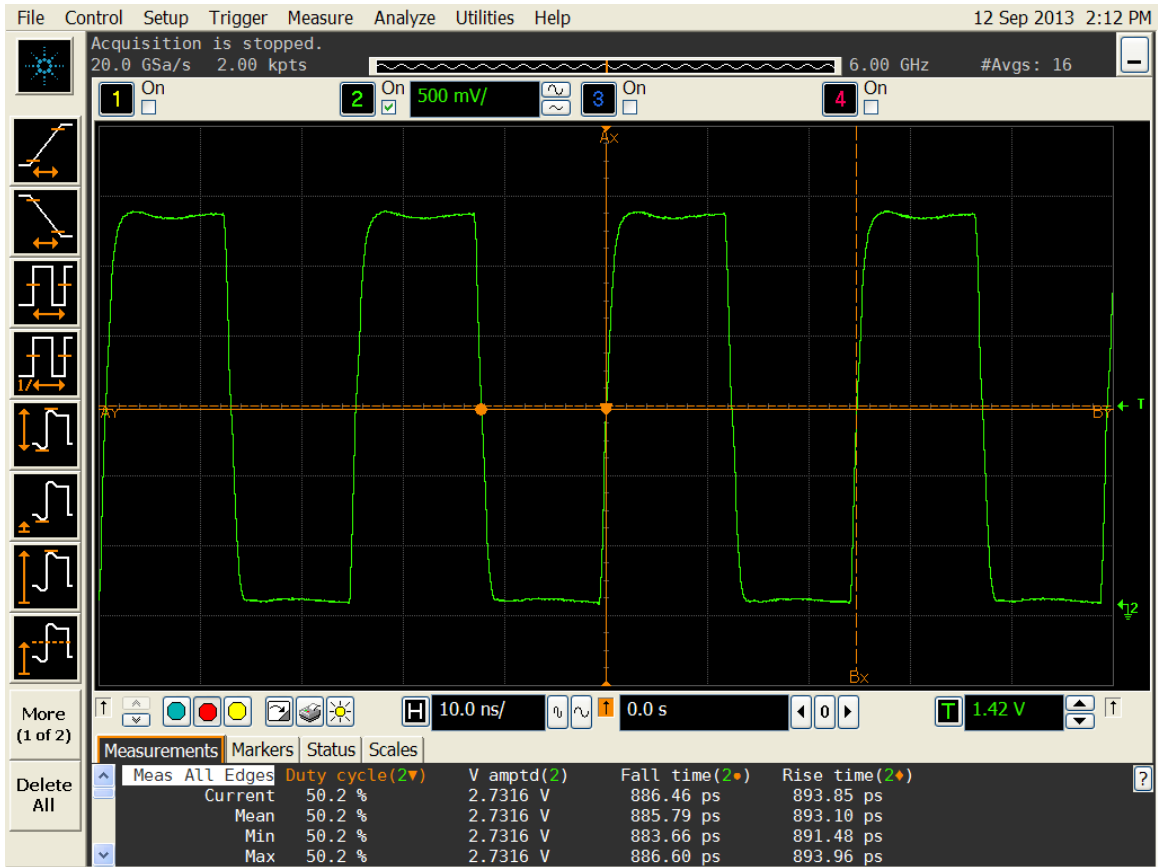 File Control Setup Trigger Measure Analyze Utilities Help 12 Sep 2013 2:12 PM
Acquisition is stopped.
20.0 GSa/s 2.00 kpts 6.00 GHz #Avgs: 16
1 On 2 On 500 mV/ 3 On 4 On
Ax
AY BY T
1/
2
Bx
More
(1 of 2)
Delete
All
H 10.0 ns/ 0.0 s 0 T 1.42 V
Measurements Markers Status Scales
Meas All Edges Duty cycle(2▼) V amptd(2) Fall time(2●) Rise time(2♦) ?
Current 50.2 % 2.7316 V 886.46 ps 893.85 ps
Mean 50.2 % 2.7316 V 885.79 ps 893.10 ps
Min 50.2 % 2.7316 V 883.66 ps 891.48 ps
Max 50.2 % 2.7316 V 886.60 ps 893.96 ps